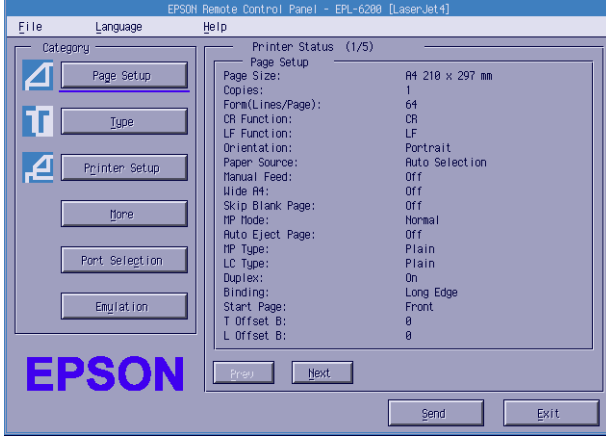 EPSON Remote Control Panel - EPL-6200 [LaserJet4]
File Language Help
Category
Page Setup
Type
Printer Setup
More
Port Selection
Emulation
EPSON
Printer Status (1/5)
Page Setup
Page Size: A4 210 x 297 mm
Copies: 1
Form(Lines/Page): 64
CR Function: CR
LF Function: LF
Orientation: Portrait
Paper Source: Auto Selection
Manual Feed: Off
Wide A4: Off
Skip Blank Page: Off
MP Mode: Normal
Auto Eject Page: Off
MP Type: Plain
LC Type: Plain
Duplex: On
Binding: Long Edge
Start Page: Front
T Offset B: 0
L Offset B: 0
Prev Next
Send Exit